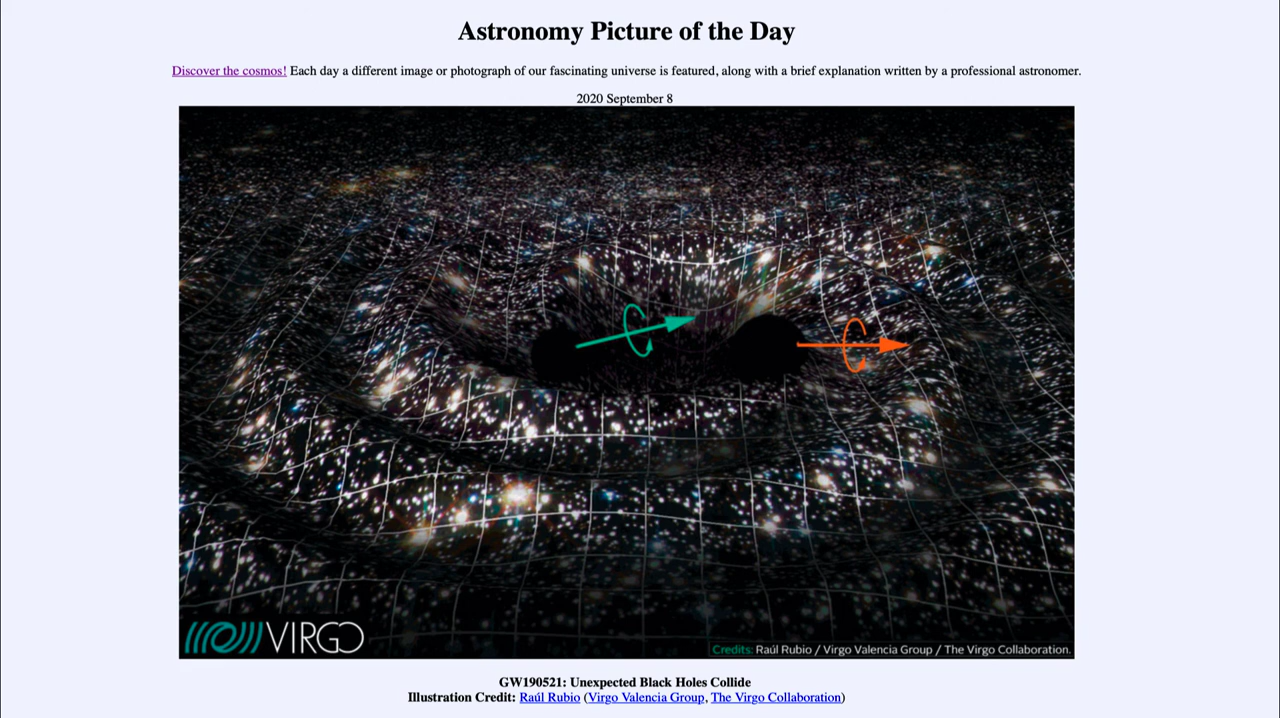 Astronomy Picture of the Day
Discover the cosmos! Each day a different image or photograph of our fascinating universe is featured, along with a brief explanation written by a professional astronomer.
2020 September 8
VIRGO
Credits: Raúl Rubio / Virgo Valencia Group / The Virgo Collaboration.
GW190521: Unexpected Black Holes Collide
Illustration Credit: Raúl Rubio (Virgo Valencia Group, The Virgo Collaboration)